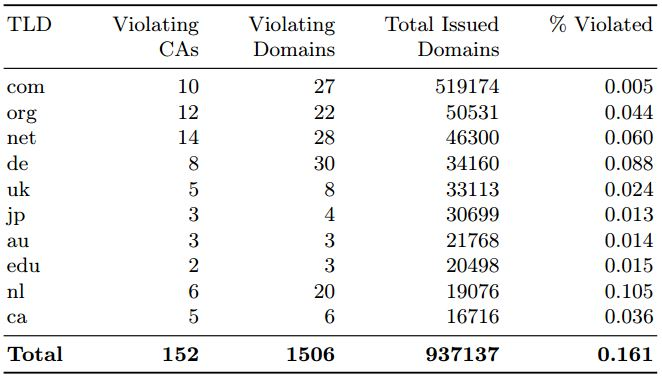 TLD Violating Violating Total Issued % Violated
CAs Domains Domains
com 10 27 519174 0.005
org 12 22 50531 0.044
net 14 28 46300 0.060
de 8 30 34160 0.088
uk 5 8 33113 0.024
jp 3 4 30699 0.013
au 3 3 21768 0.014
edu 2 3 20498 0.015
nl 6 20 19076 0.105
ca 5 6 16716 0.036
Total 152 1506 937137 0.161